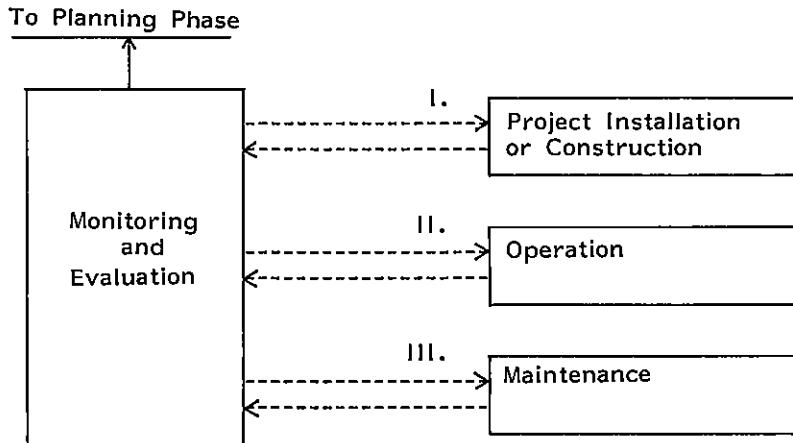 To Planning Phase
I.
Project Installation
or Construction
Monitoring
and
Evaluation
II.
Operation
III.
Maintenance